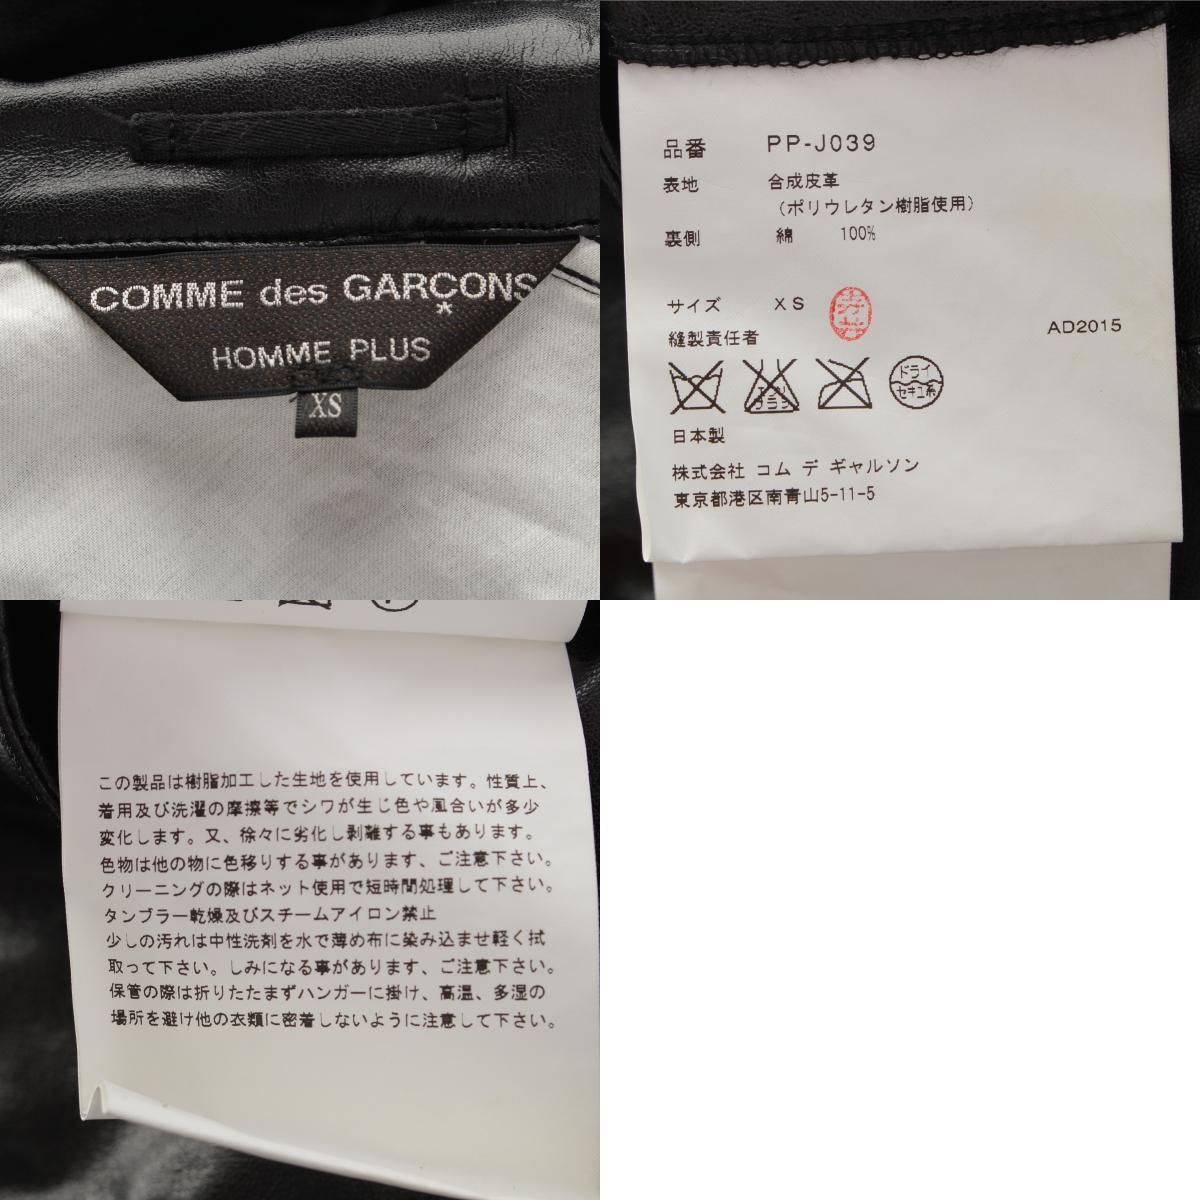 COMME des GARÇONS
HOMME PLUS
XS
品番 PP-J039
表地 合成皮革
（ポリウレタン樹脂使用）
裏側 綿 100%
サイズ XS
縫製責任者
AD2015
エンソ
フラッ
ドライ
セキユ系
日本製
株式会社 コム デ ギャルソン
東京都港区南青山5-11-5
この製品は樹脂加工した生地を使用しています。性質上、
着用及び洗濯の摩擦等でシワが生じ色や風合いが多少
変化します。又、徐々に劣化し剥離する事もあります。
色物は他の物に色移りする事があります、ご注意下さい。
クリーニングの際はネット使用で短時間処理して下さい。
タンブラー乾燥及びスチームアイロン禁止
少しの汚れは中性洗剤を水で薄め布に染み込ませ軽く拭
取って下さい。しみになる事があります、ご注意下さい。
保管の際は折りたたまずハンガーに掛け、高温、多湿の
場所を避け他の衣類に密着しないように注意して下さい。